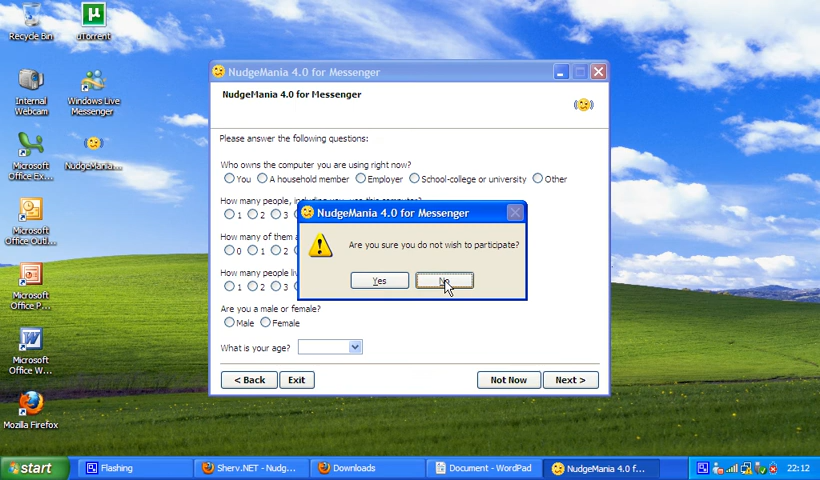 Recycle Bin
uTorrent
Internal
Webcam
Windows Live
Messenger
Microsoft
Office Ex...
NudgeMania...
Microsoft
Office Outl...
Microsoft
Office P...
Microsoft
Office W...
Mozilla Firefox
NudgeMania 4.0 for Messenger
NudgeMania 4.0 for Messenger
Please answer the following questions:
Who owns the computer you are using right now?
You A household member Employer School-college or university Other
How many people, including you, use this computer?
1 2 3
How many of them a
0 1 2
How many people liv
1 2 3
Are you a male or female?
Male Female
What is your age?
< Back Exit Not Now Next >
NudgeMania 4.0 for Messenger
Are you sure you do not wish to participate?
Yes No
start Flashing Sherv.NET - Nudg... Downloads Document - WordPad NudgeMania 4.0 f... 22:12